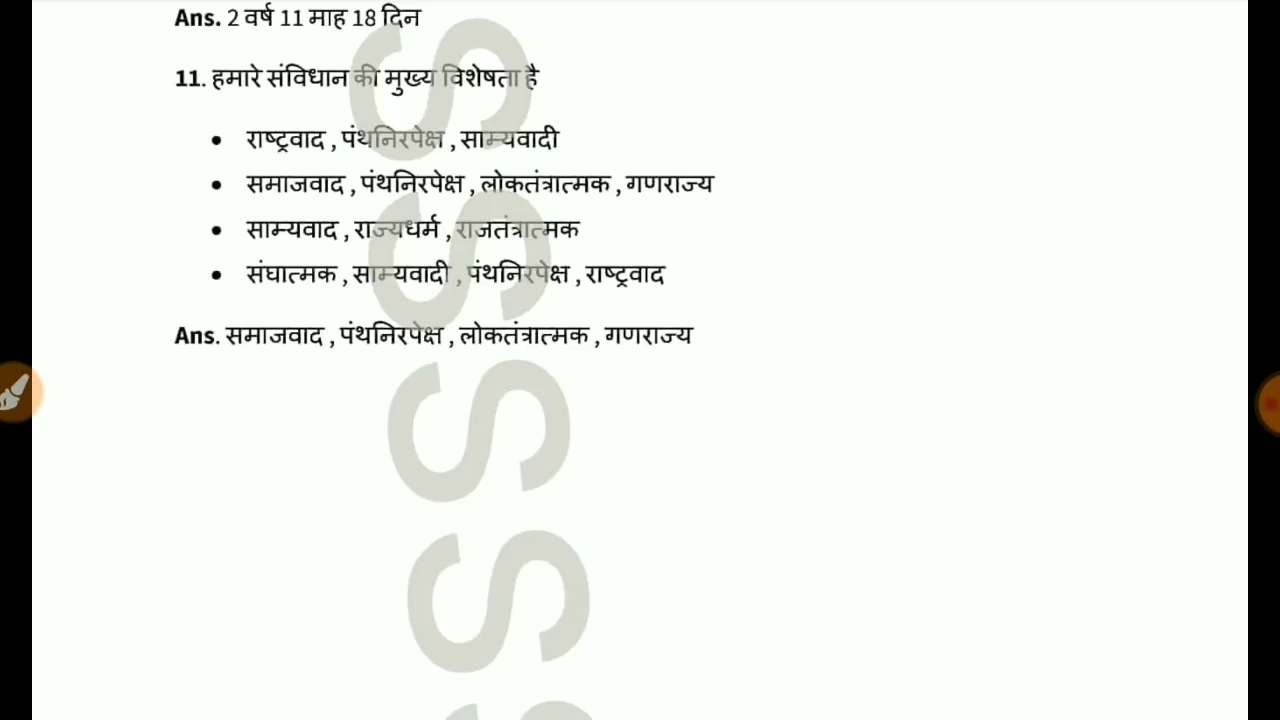 Ans. 2 वर्ष 11 माह 18 दिन
11. हमारे संविधान की मुख्य विशेषता है
• राष्ट्रवाद , पंथनिरपेक्ष , साम्यवादी
• समाजवाद , पंथनिरपेक्ष , लोकतंत्रात्मक , गणराज्य
• साम्यवाद , राज्यधर्म , राजतंत्रात्मक
• संघात्मक , साम्यवादी , पंथनिरपेक्ष , राष्ट्रवाद
Ans. समाजवाद , पंथनिरपेक्ष , लोकतंत्रात्मक , गणराज्य
S
S
S
S